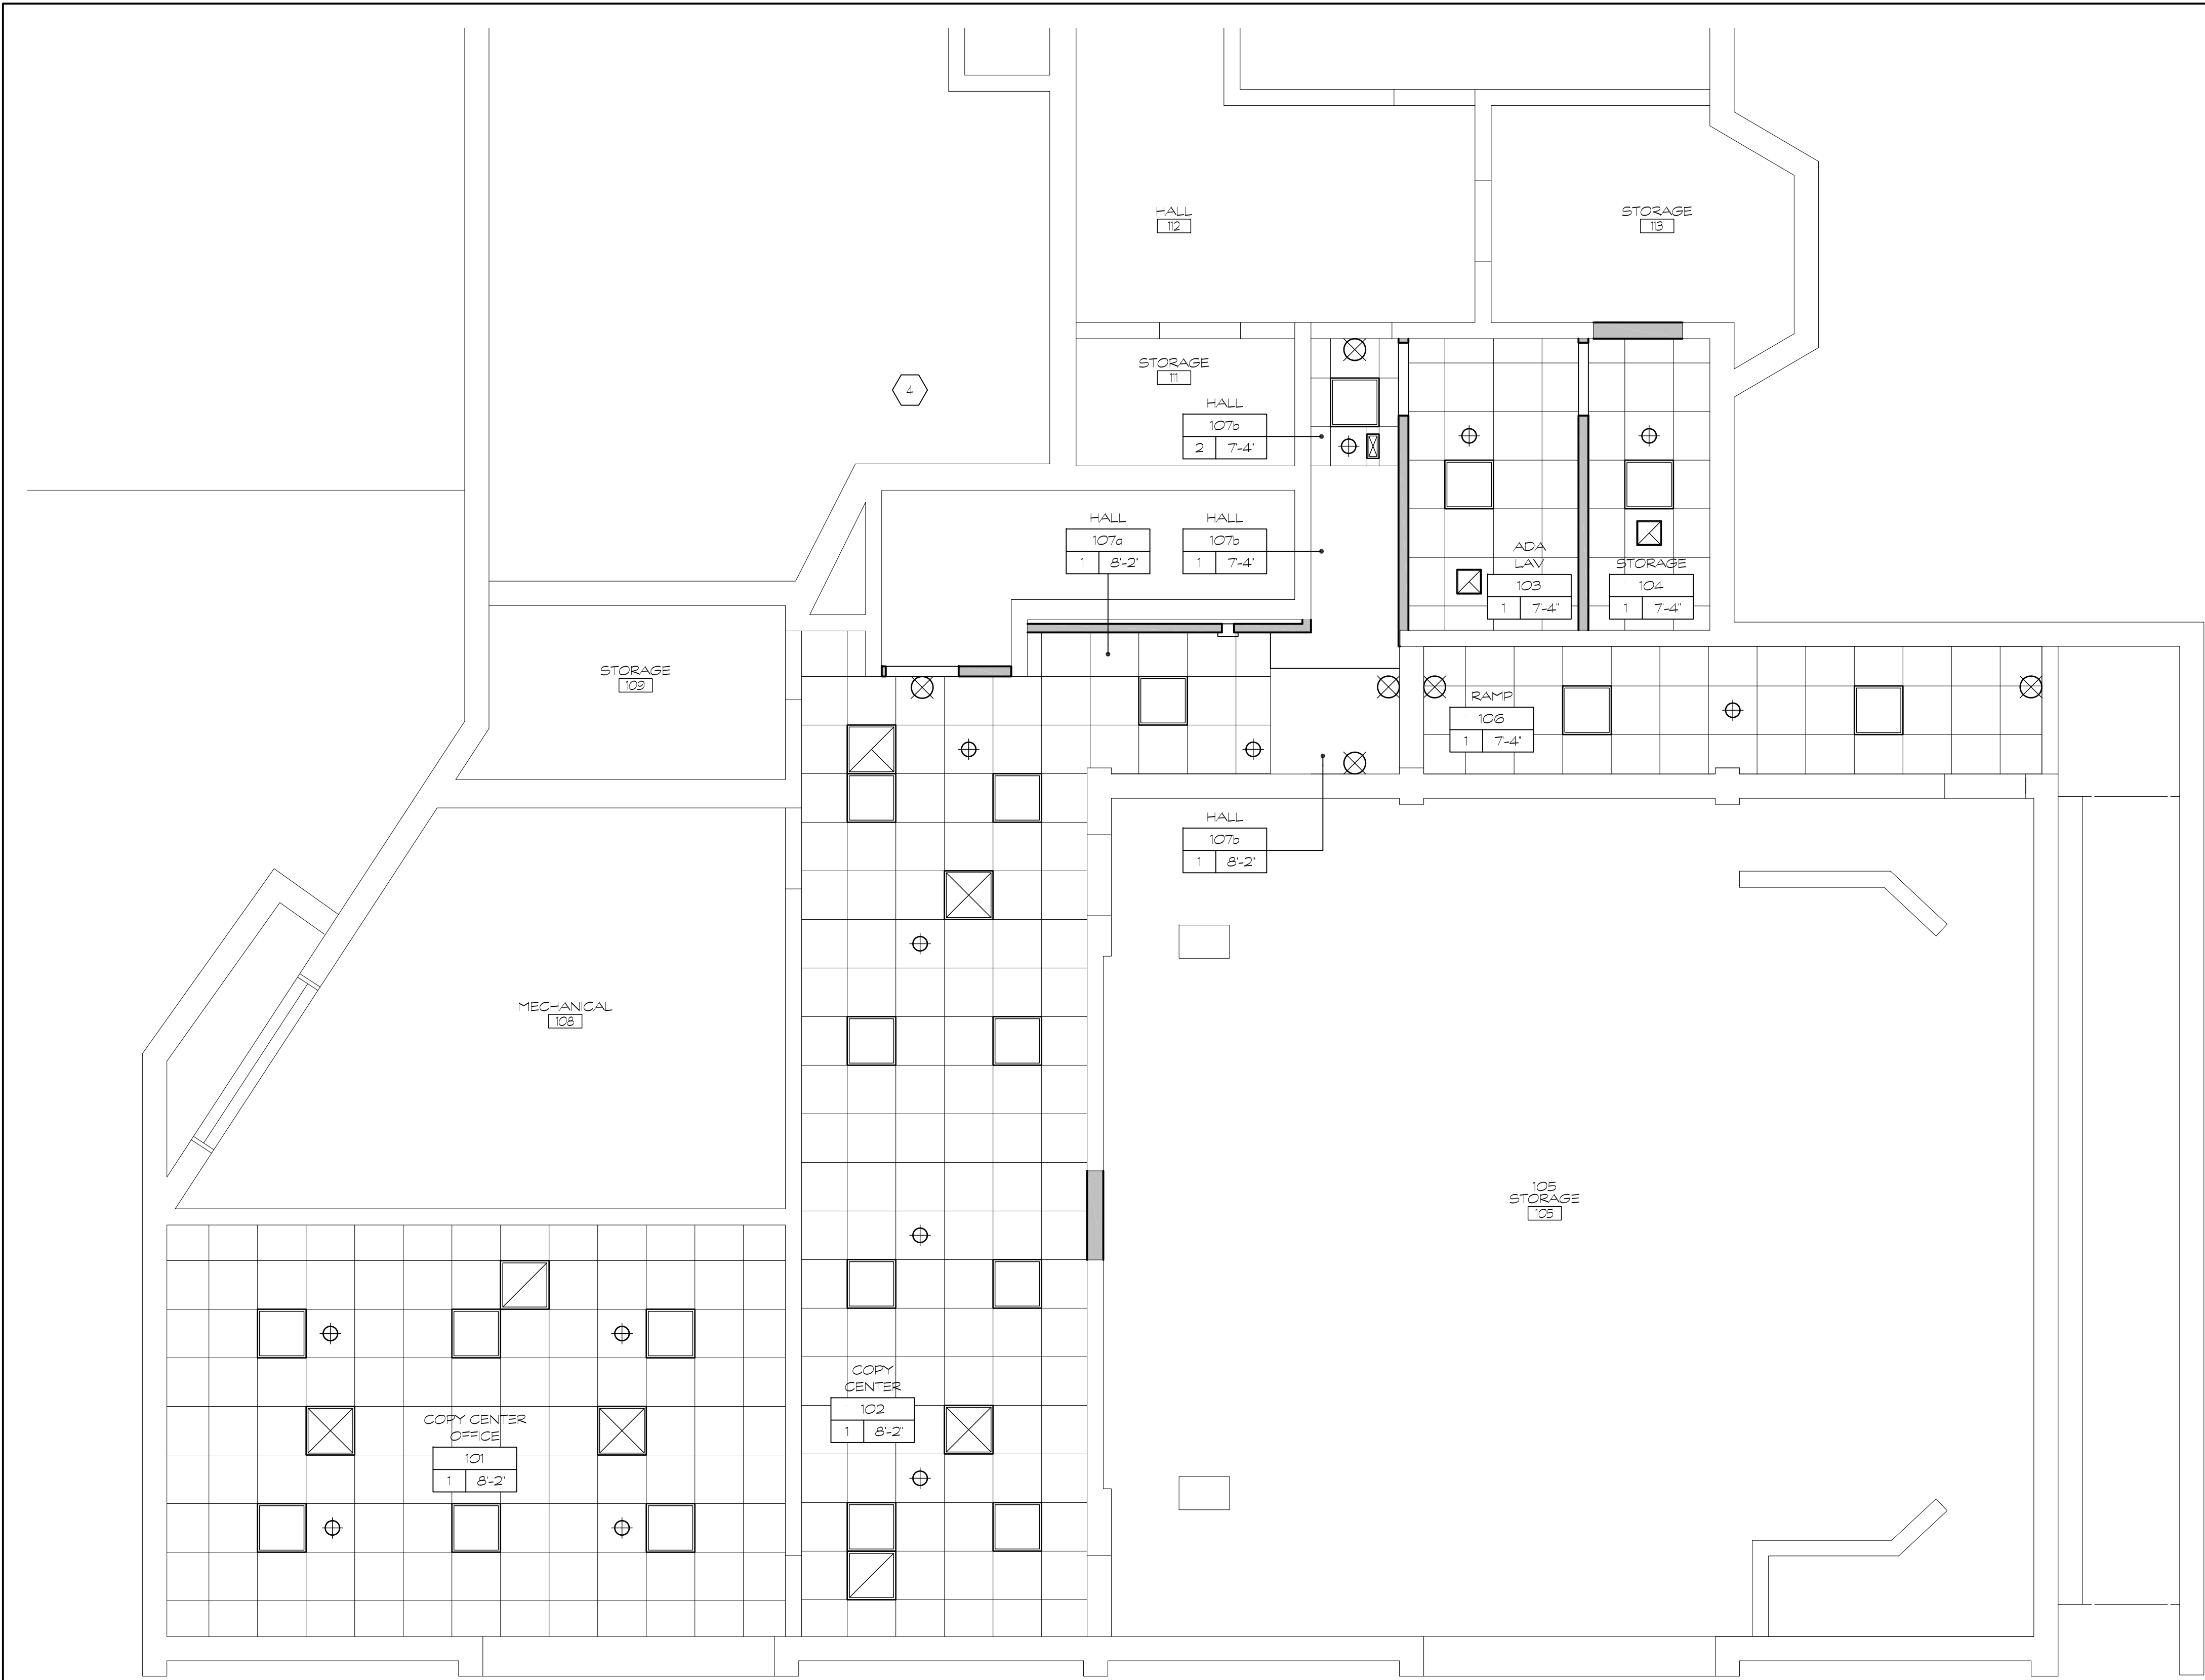 HALL
112
STORAGE
113
STORAGE
111
4
HALL
107b
2 7'-4"
HALL
107a
1 8'-2"
HALL
107b
1 7'-4"
ADA
LAV
103
1 7'-4"
STORAGE
104
1 7'-4"
STORAGE
109
RAMP
106
1 7'-4"
HALL
107b
1 8'-2"
MECHANICAL
108
105
STORAGE
105
COPY
CENTER
102
1 8'-2"
COPY CENTER
OFFICE
101
1 8'-2"